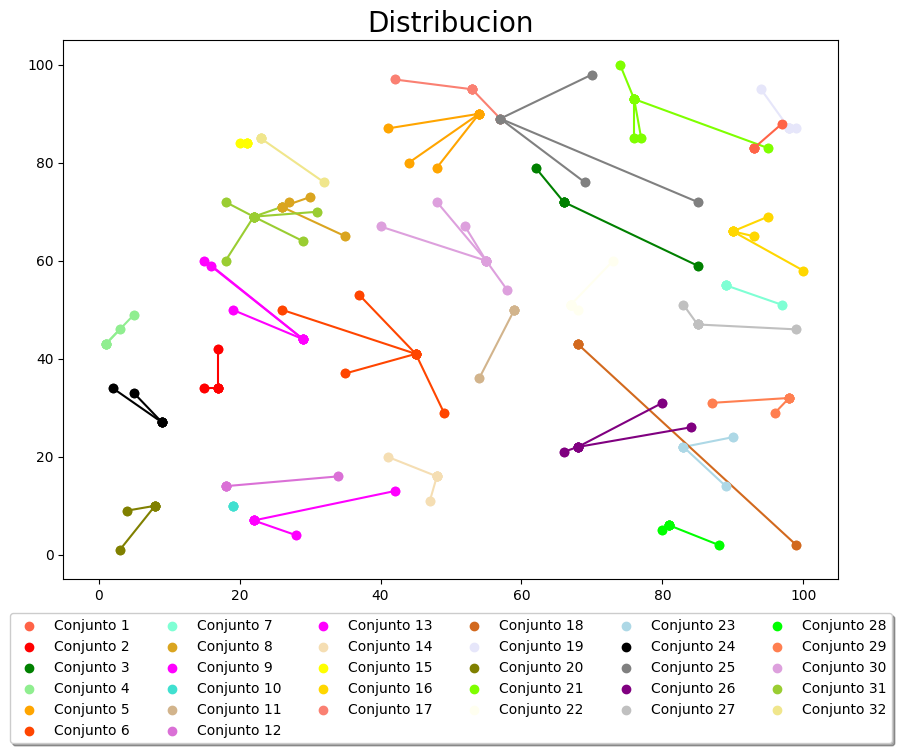 Distribucion
100
80
60
40
20
0
0 20 40 60 80 100
Conjunto 1 Conjunto 7 Conjunto 13 Conjunto 18 Conjunto 23 Conjunto 28
Conjunto 2 Conjunto 8 Conjunto 14 Conjunto 19 Conjunto 24 Conjunto 29
Conjunto 3 Conjunto 9 Conjunto 15 Conjunto 20 Conjunto 25 Conjunto 30
Conjunto 4 Conjunto 10 Conjunto 16 Conjunto 21 Conjunto 26 Conjunto 31
Conjunto 5 Conjunto 11 Conjunto 17 Conjunto 22 Conjunto 27 Conjunto 32
Conjunto 6 Conjunto 12